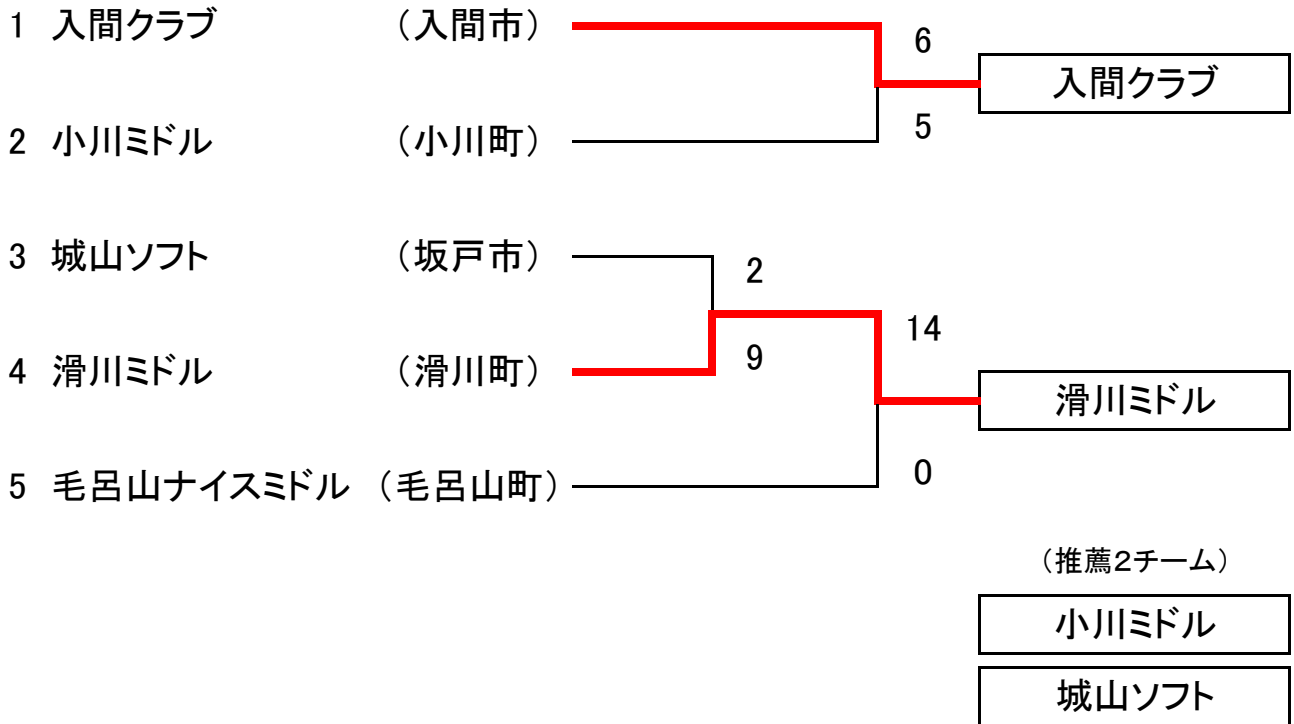 1 入間クラブ （入間市）
6
入間クラブ
5
2 小川ミドル （小川町）
3 城山ソフト （坂戸市）
2
14
9
4 滑川ミドル （滑川町）
滑川ミドル
0
5 毛呂山ナイスミドル （毛呂山町）
（推薦2チーム）
小川ミドル
城山ソフト